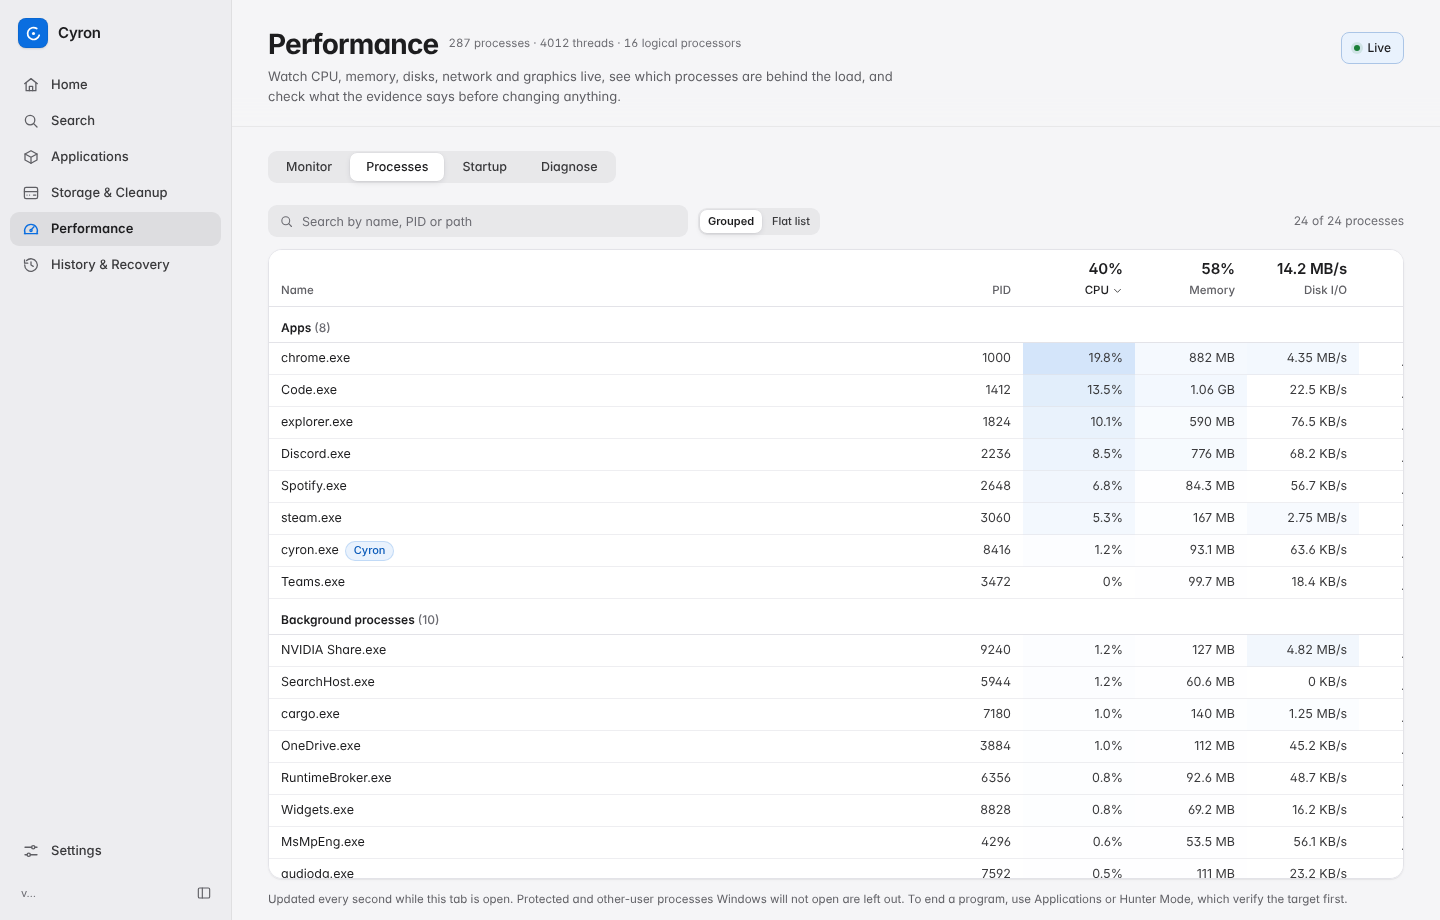 Cyron
Home
Search
Applications
Storage & Cleanup
Performance
History & Recovery
Settings
v...
Performance 287 processes · 4012 threads · 16 logical processors
Watch CPU, memory, disks, network and graphics live, see which processes are behind the load, and
check what the evidence says before changing anything.
Live
Monitor Processes Startup Diagnose
Search by name, PID or path Grouped Flat list 24 of 24 processes
40% 58% 14.2 MB/s
Name PID CPU Memory Disk I/O
Apps (8)
chrome.exe 1000 19.8% 882 MB 4.35 MB/s
Code.exe 1412 13.5% 1.06 GB 22.5 KB/s
explorer.exe 1824 10.1% 590 MB 76.5 KB/s
Discord.exe 2236 8.5% 776 MB 68.2 KB/s
Spotify.exe 2648 6.8% 84.3 MB 56.7 KB/s
steam.exe 3060 5.3% 167 MB 2.75 MB/s
cyron.exe Cyron 8416 1.2% 93.1 MB 63.6 KB/s
Teams.exe 3472 0% 99.7 MB 18.4 KB/s
Background processes (10)
NVIDIA Share.exe 9240 1.2% 127 MB 4.82 MB/s
SearchHost.exe 5944 1.2% 60.6 MB 0 KB/s
cargo.exe 7180 1.0% 140 MB 1.25 MB/s
OneDrive.exe 3884 1.0% 112 MB 45.2 KB/s
RuntimeBroker.exe 6356 0.8% 92.6 MB 48.7 KB/s
Widgets.exe 8828 0.8% 69.2 MB 16.2 KB/s
MsMpEng.exe 4296 0.6% 53.5 MB 56.1 KB/s
audiodg.exe 7592 0.5% 111 MB 23.2 KB/s
Updated every second while this tab is open. Protected and other-user processes Windows will not open are left out. To end a program, use Applications or Hunter Mode, which verify the target first.